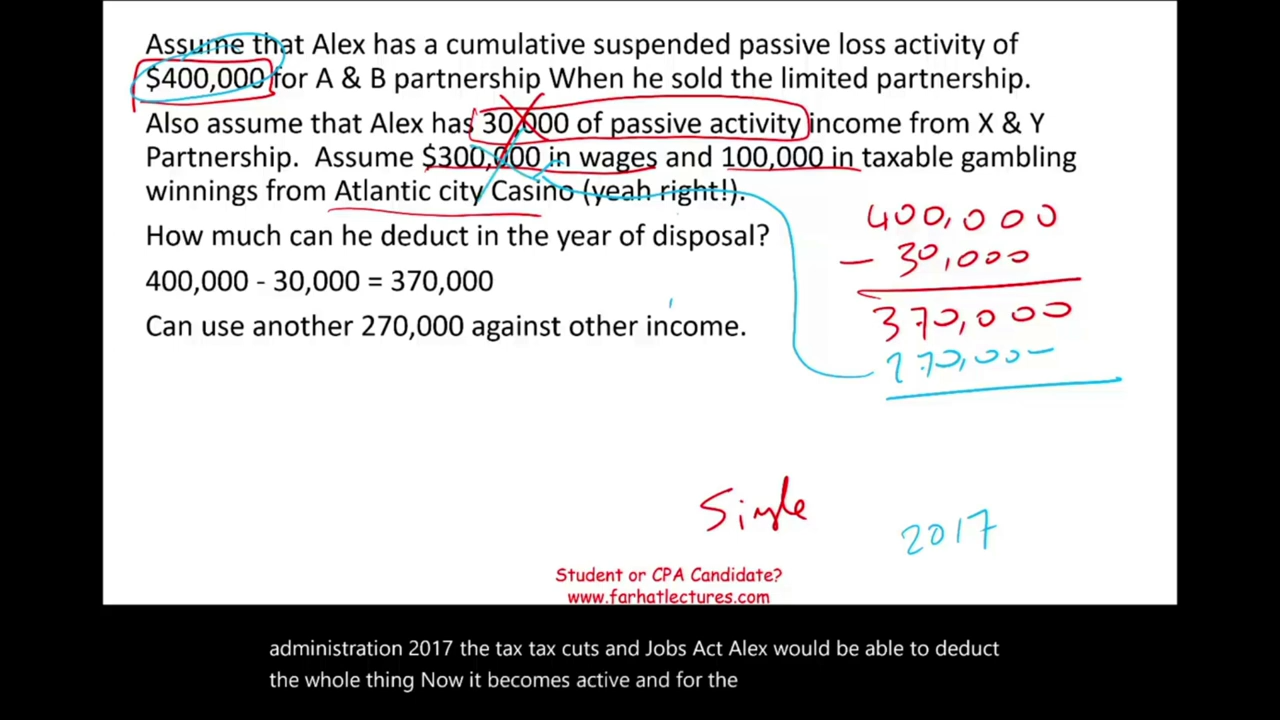 Assume that Alex has a cumulative suspended passive loss activity of
$400,000 for A & B partnership When he sold the limited partnership.
Also assume that Alex has 30,000 of passive activity income from X & Y
Partnership. Assume $300,000 in wages and 100,000 in taxable gambling
winnings from Atlantic city Casino (yeah right!).
400,000
- 30,000
How much can he deduct in the year of disposal?
400,000 - 30,000 = 370,000
370,000
Can use another 270,000 against other income.
270,000
Single
2017
Student or CPA Candidate?
www.farhatlectures.com
administration 2017 the tax tax cuts and Jobs Act Alex would be able to deduct
the whole thing Now it becomes active and for the